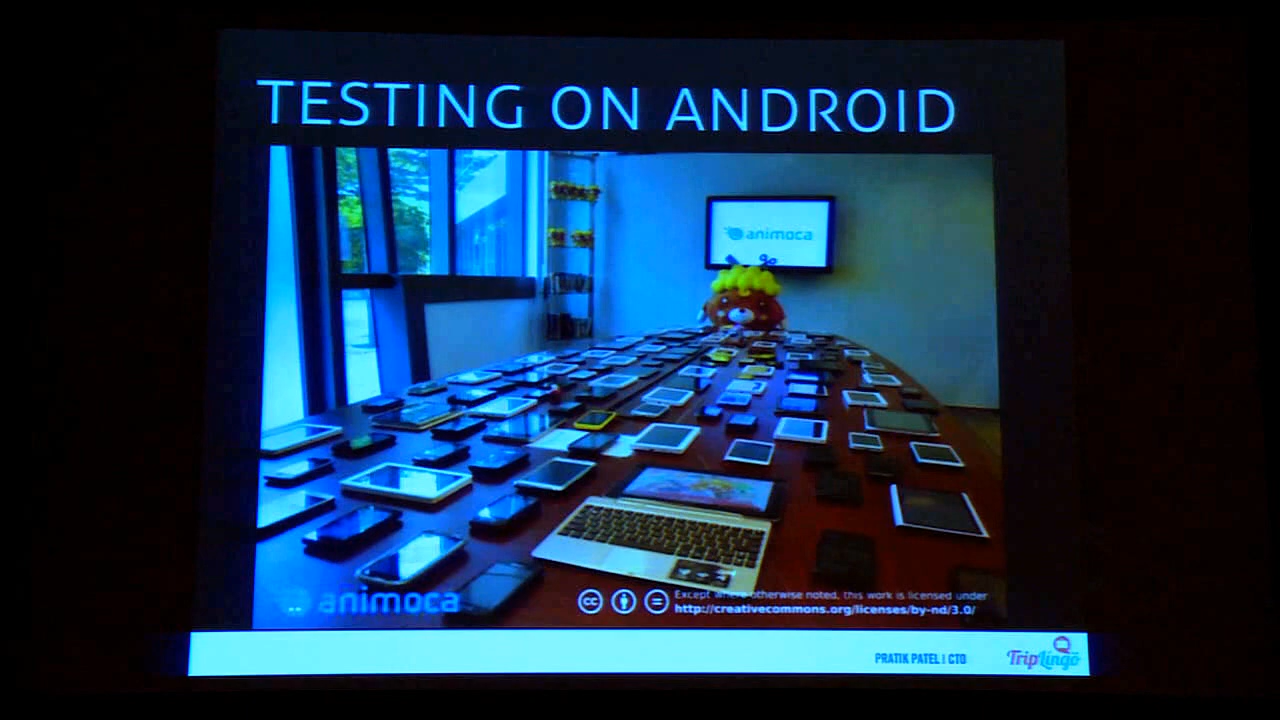 TESTING ON ANDROID
animoca
animoca
Except where otherwise noted, this work is licensed under
http://creativecommons.org/licenses/by-nd/3.0/
PRATIK PATEL | CTO
TripLingo